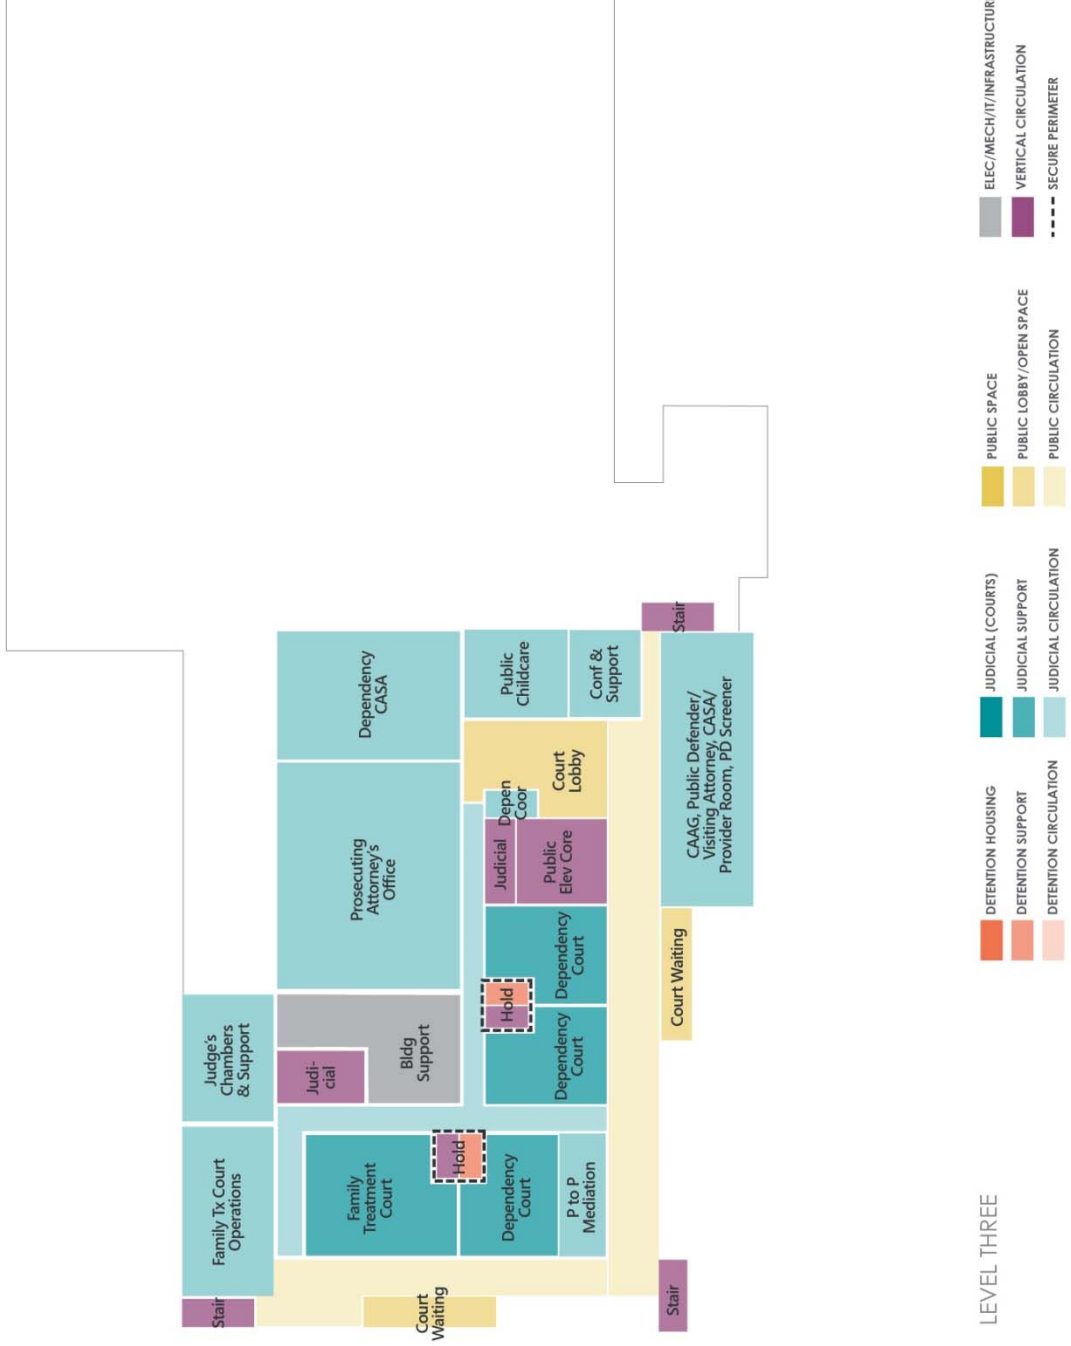 Stair
Family Tx Court
Operations
Judge's
Chambers
& Support
Court
Waiting
Family
Treatment
Court
Hold
Dependency
Court
P to P
Mediation
Judi-
cial
Bldg
Support
Prosecuting
Attorney's
Office
Dependency
CASA
Dependency
Court
Hold
Dependency
Court
Judicial
Public
Elev Core
Depen
Coor
Court
Lobby
Public
Childcare
Conf &
Support
Stair
Court Waiting
CAAG, Public Defender/
Visiting Attorney, CASA/
Provider Room, PD Screener
Stair
LEVEL THREE
DETENTION HOUSING
DETENTION SUPPORT
DETENTION CIRCULATION
JUDICIAL (COURTS)
JUDICIAL SUPPORT
JUDICIAL CIRCULATION
PUBLIC SPACE
PUBLIC LOBBY/OPEN SPACE
PUBLIC CIRCULATION
ELEC/MECH/IT/INFRASTRUCTUR
VERTICAL CIRCULATION
SECURE PERIMETER